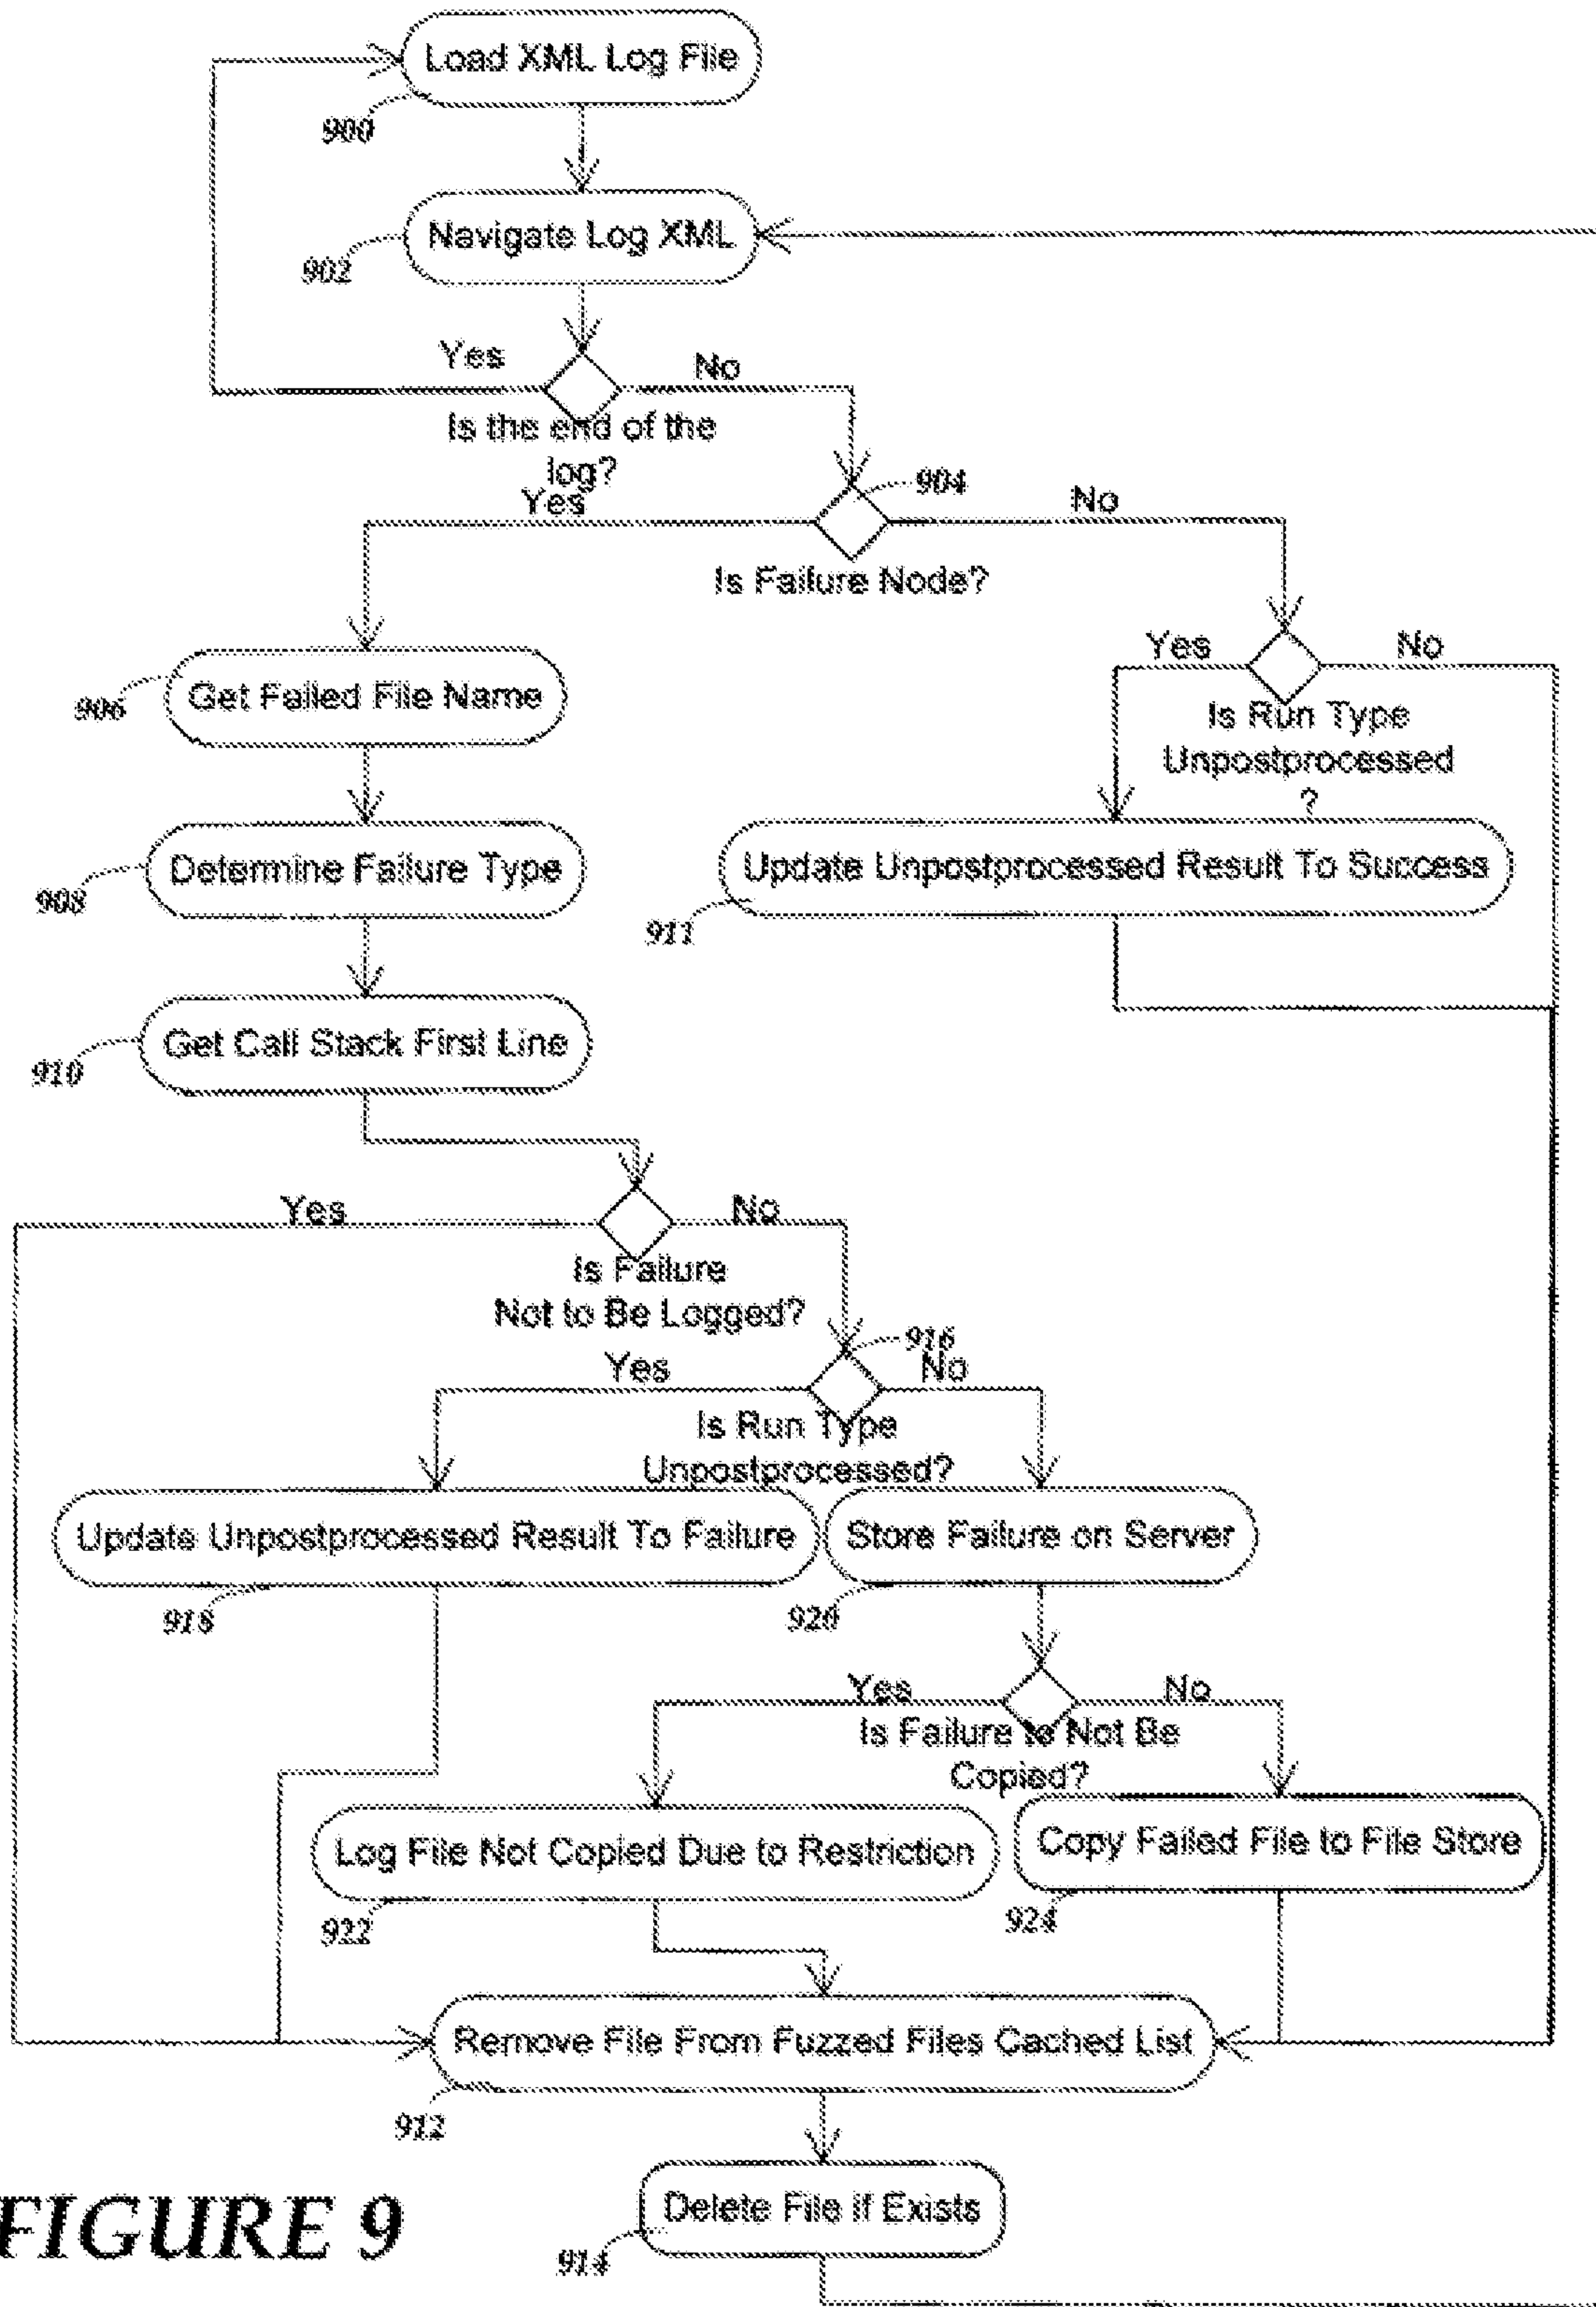 Load XML Log File
900
Navigate Log XML
902
Yes
No
Is the end of the
log?
904
Yes
No
Is Failure Node?
Yes
No
906
Get Failed File Name
Is Run Type
Unpostprocessed
?
Determine Failure Type
908
Update Unpostprocessed Result To Success
911
Get Call Stack First Line
910
Yes
No
Is Failure
Not to Be Logged?
916
Yes
No
Is Run Type
Unpostprocessed?
Update Unpostprocessed Result To Failure
Store Failure on Server
918
920
Yes
No
Is Failure to Not Be
Copied?
Log File Not Copied Due to Restriction
Copy Failed File to File Store
922
924
Remove File From Fuzzed Files Cached List
912
Delete File if Exists
914
FIGURE 9